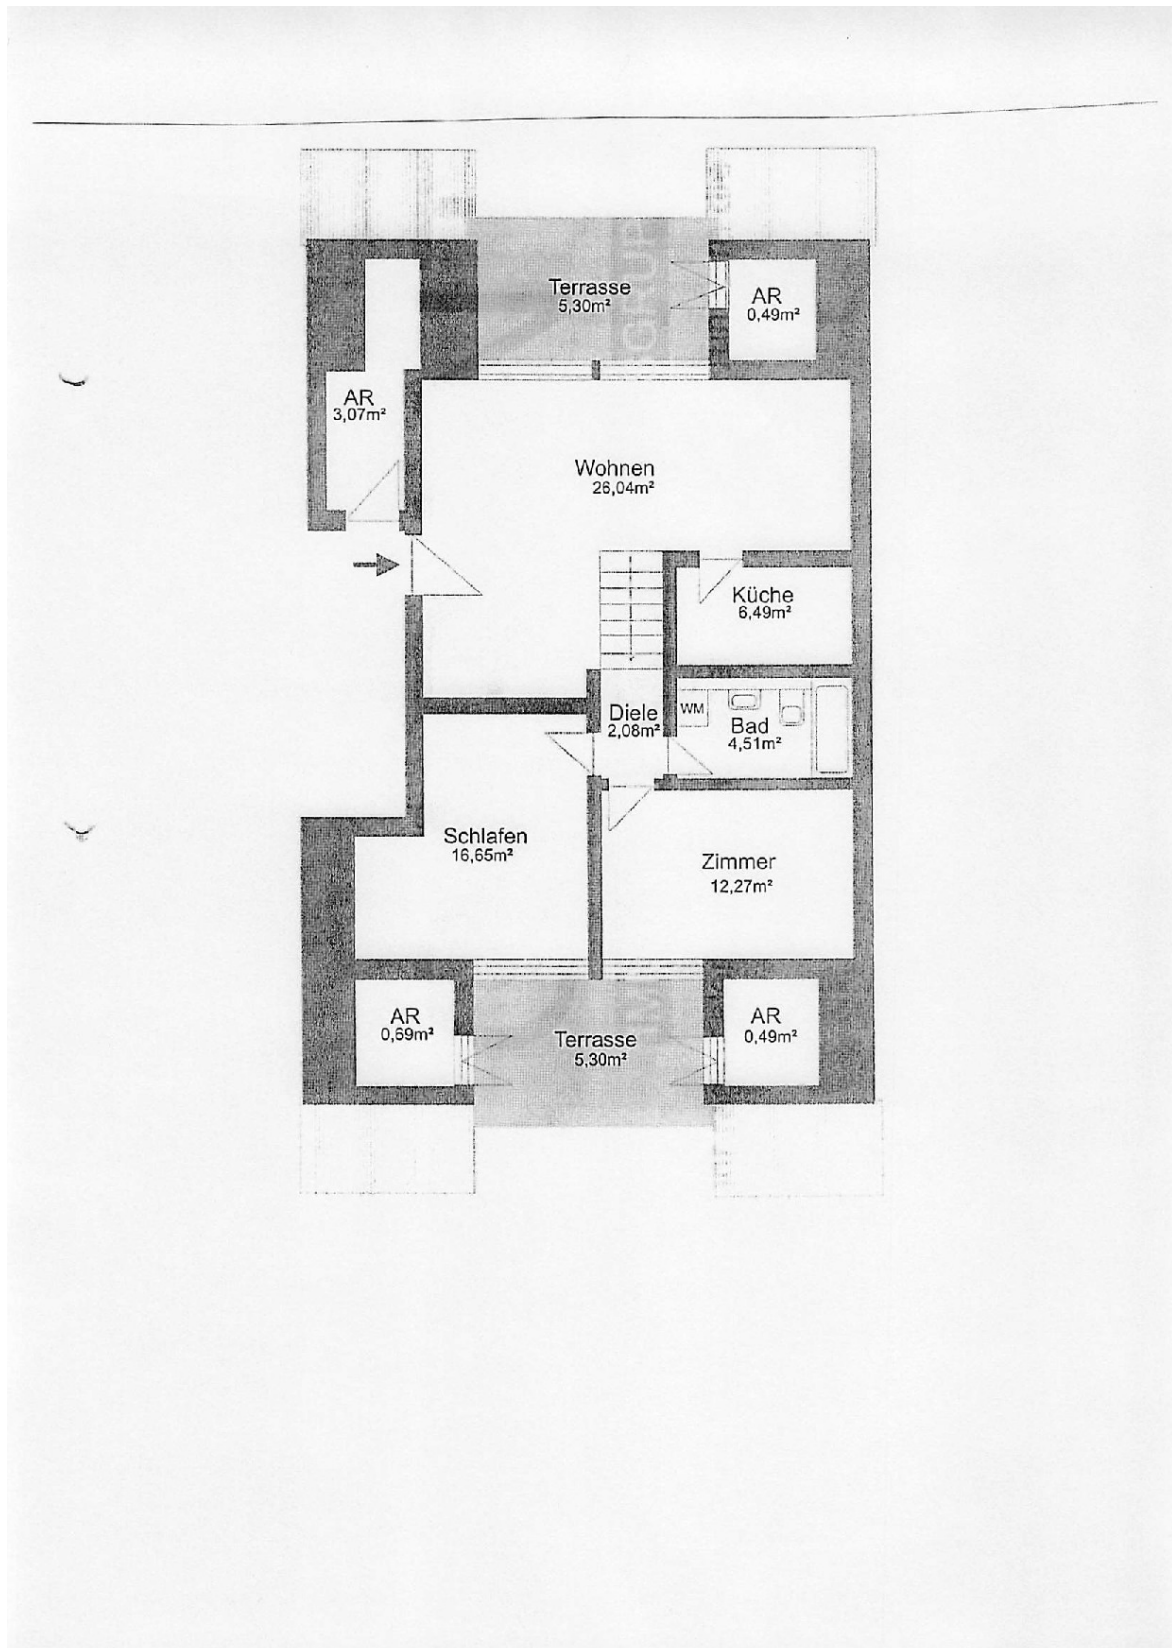 Terrasse
5,30m²
AR
0,49m²
AR
3,07m²
Wohnen
26,04m²
Küche
6,49m²
Diele
2,08m²
WM
Bad
4,51m²
Schlafen
16,65m²
Zimmer
12,27m²
AR
0,69m²
Terrasse
5,30m²
AR
0,49m²